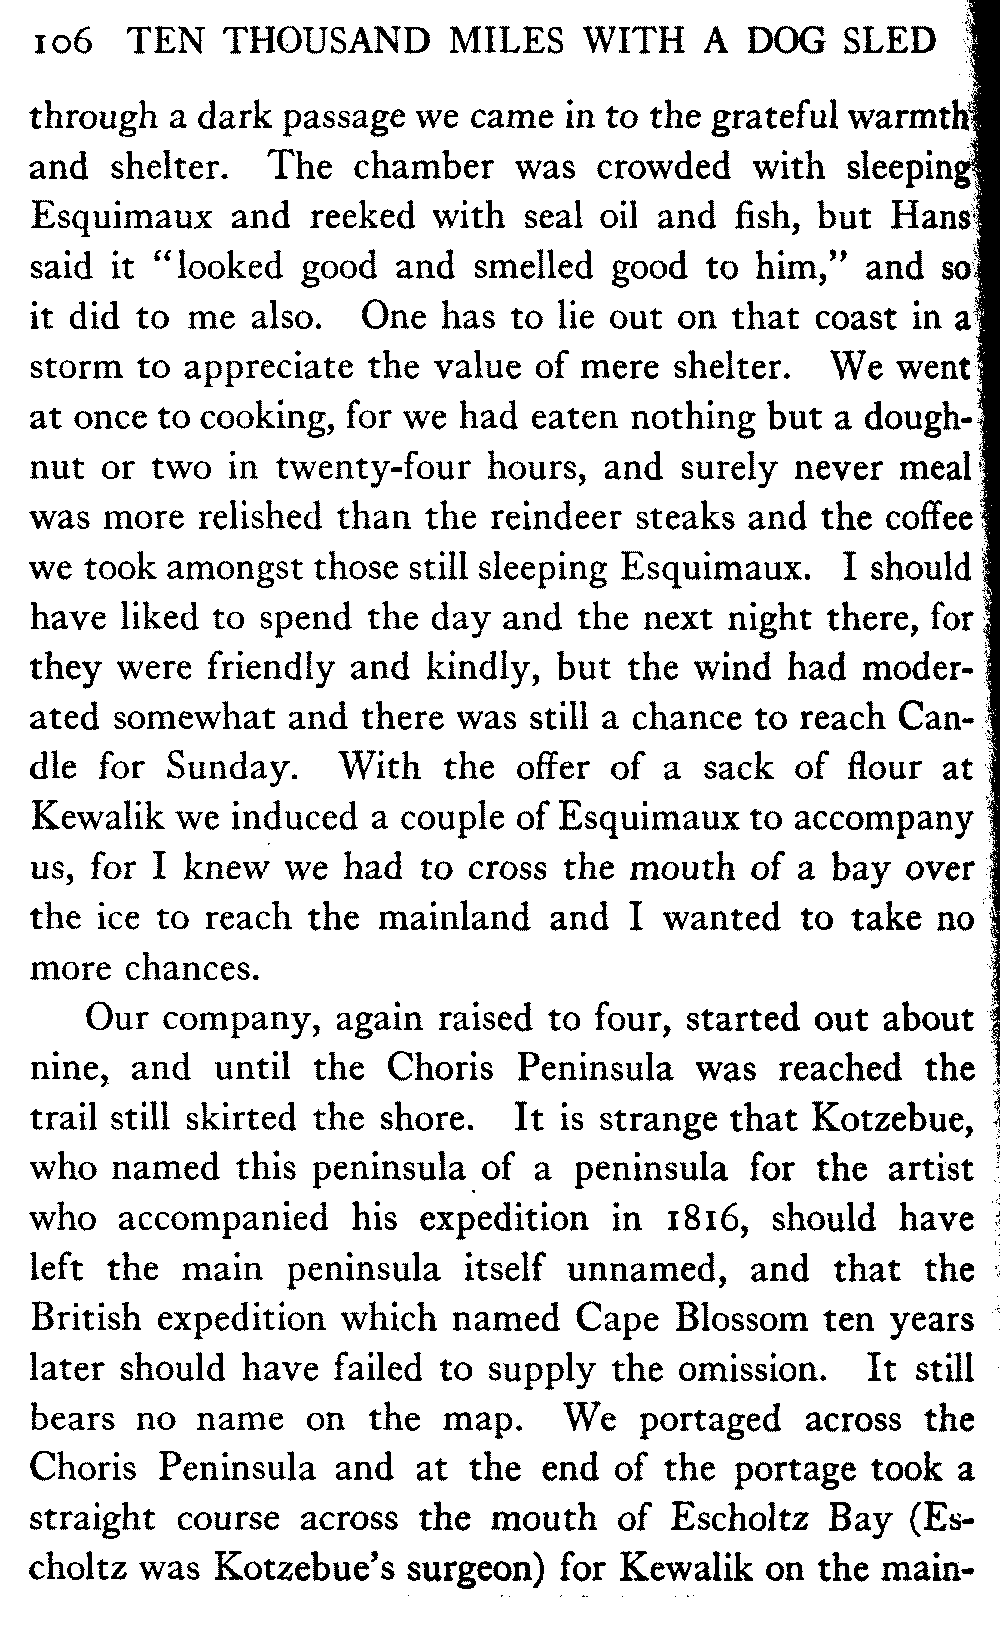 106 TEN THOUSAND MILES WITH A DOG SLED
through a dark passage we came in to the grateful warmth
and shelter. The chamber was crowded with sleeping
Esquimaux and reeked with seal oil and fish, but Hans
said it "looked good and smelled good to him," and so
it did to me also. One has to lie out on that coast in a
storm to appreciate the value of mere shelter. We went
at once to cooking, for we had eaten nothing but a dough-
nut or two in twenty-four hours, and surely never meal
was more relished than the reindeer steaks and the coffee
we took amongst those still sleeping Esquimaux. I should
have liked to spend the day and the next night there, for
they were friendly and kindly, but the wind had moder-
ated somewhat and there was still a chance to reach Can-
dle for Sunday. With the offer of a sack of flour at
Kewalik we induced a couple of Esquimaux to accompany
us, for I knew we had to cross the mouth of a bay over
the ice to reach the mainland and I wanted to take no
more chances.
Our company, again raised to four, started out about
nine, and until the Choris Peninsula was reached the
trail still skirted the shore. It is strange that Kotzebue,
who named this peninsula of a peninsula for the artist
who accompanied his expedition in 1816, should have
left the main peninsula itself unnamed, and that the
British expedition which named Cape Blossom ten years
later should have failed to supply the omission. It still
bears no name on the map. We portaged across the
Choris Peninsula and at the end of the portage took a
straight course across the mouth of Escholtz Bay (Es-
choltz was Kotzebue's surgeon) for Kewalik on the main-